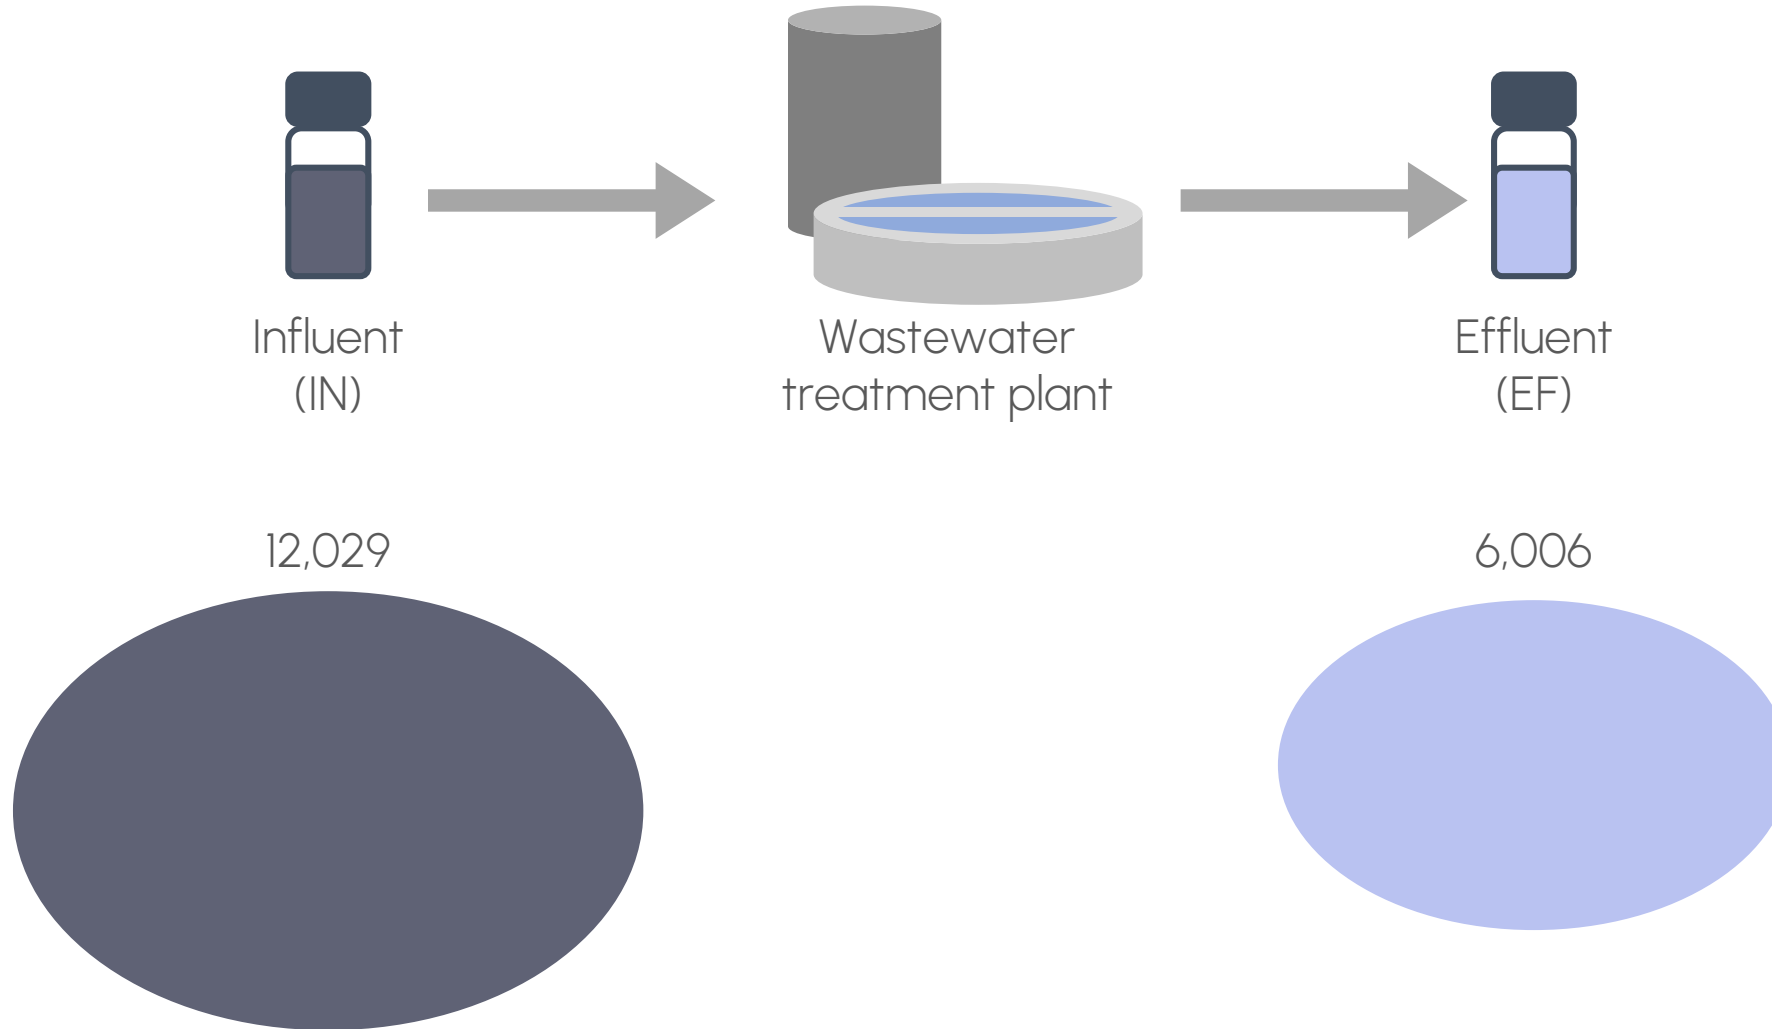 Influent
(IN)
Wastewater
treatment plant
Effluent
(EF)
12,029
6,006